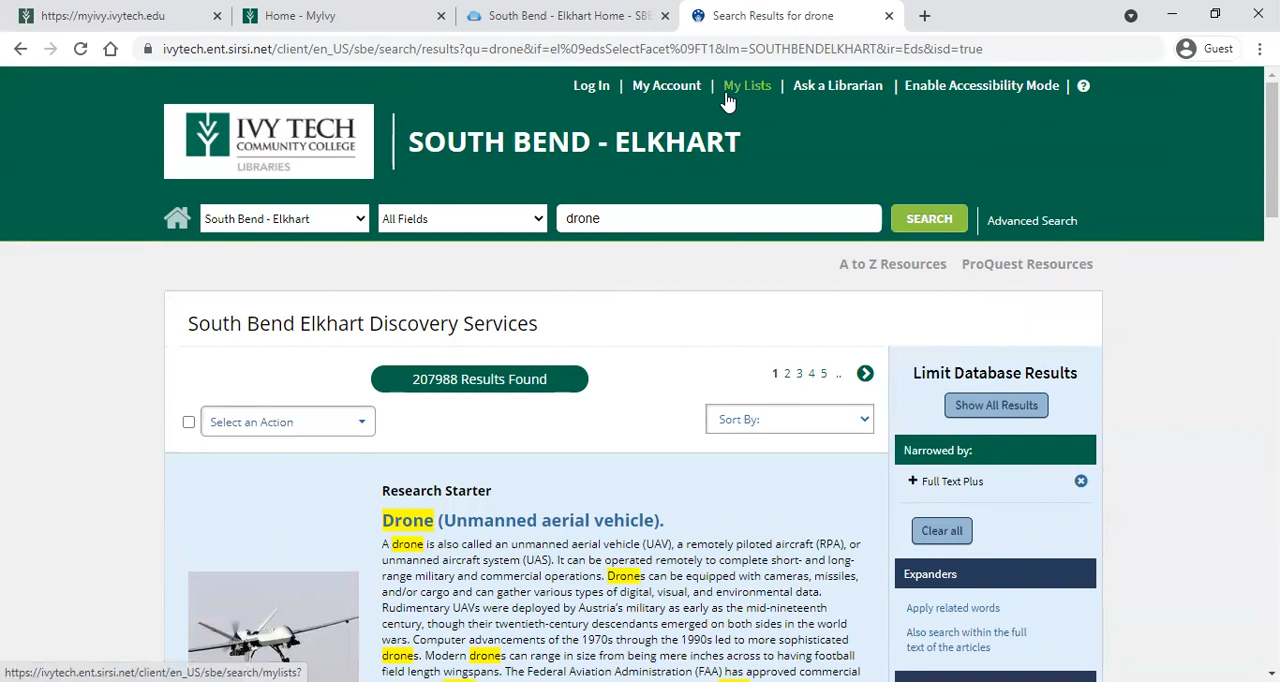 https://myivy.ivytech.edu
Home - MyIvy
South Bend - Elkhart Home - SBE
Search Results for drone
ivytech.ent.sirsi.net/client/en_US/sbe/search/results?qu=drone&if=el%09edsSelectFacet%09FT1&lm=SOUTHBENDELKHART&ir=Eds&isd=true
Guest
Log In | My Account | My Lists | Ask a Librarian | Enable Accessibility Mode | ?
IVY TECH
COMMUNITY COLLEGE
LIBRARIES
SOUTH BEND - ELKHART
South Bend - Elkhart
All Fields
drone
SEARCH
Advanced Search
A to Z Resources
ProQuest Resources
South Bend Elkhart Discovery Services
207988 Results Found
1 2 3 4 5 ..
Select an Action
Sort By:
Research Starter
Drone (Unmanned aerial vehicle).
A drone is also called an unmanned aerial vehicle (UAV), a remotely piloted aircraft (RPA), or
unmanned aircraft system (UAS). It can be operated remotely to complete short- and long-
range military and commercial operations. Drones can be equipped with cameras, missiles,
and/or cargo and can gather various types of digital, visual, and environmental data.
Rudimentary UAVs were deployed by Austria's military as early as the mid-nineteenth
century, though their twentieth-century descendants emerged on both sides in the world
wars. Computer advancements of the 1970s through the 1990s led to more sophisticated
drones. Modern drones can range in size from being mere inches across to having football
field length wingspans. The Federal Aviation Administration (FAA) has approved commercial
Limit Database Results
Show All Results
Narrowed by:
+ Full Text Plus
Clear all
Expanders
Apply related words
Also search within the full
text of the articles
https://ivytech.ent.sirsi.net/client/en_US/sbe/search/mylists?